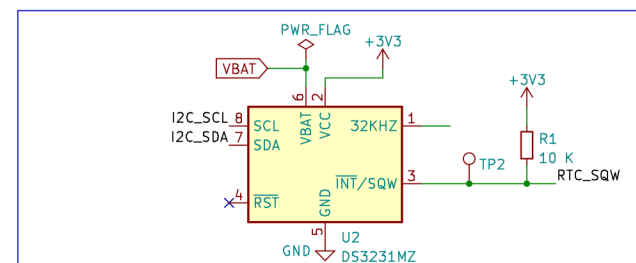 PWR_FLAG
+3V3
VBAT
+3V3
6
2
I2C_SCL 8 SCL
VBAT
VCC
32KHZ 1
I2C_SDA 7 SDA
R1
10 K
TP2
INT/SQW 3
RTC_SQW
4 RST
GND
5
U2
GND
DS3231MZ